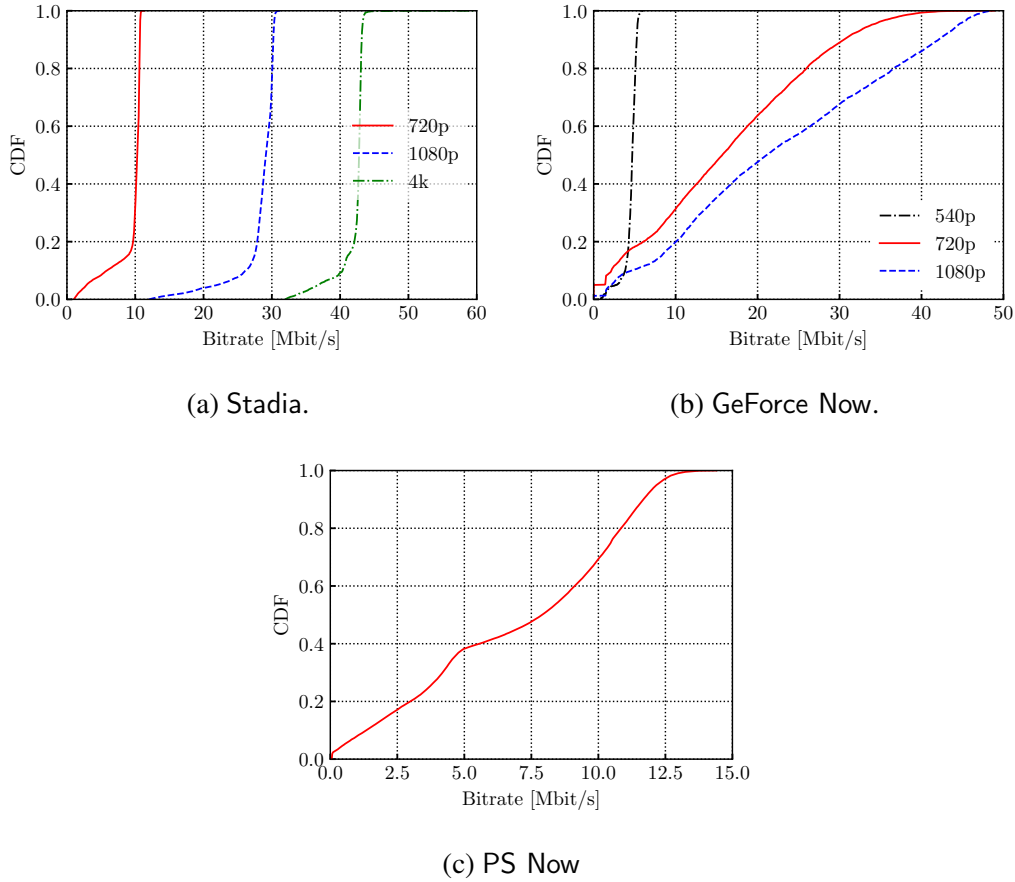 1.0
0.8
0.6
0.4
0.2
0.0
CDF
0 10 20 30 40 50 60
Bitrate [Mbit/s]
720p
1080p
4k
(a) Stadia.
1.0
0.8
0.6
0.4
0.2
0.0
CDF
0 10 20 30 40 50
Bitrate [Mbit/s]
540p
720p
1080p
(b) GeForce Now.
1.0
0.8
0.6
0.4
0.2
0.0
CDF
0.0 2.5 5.0 7.5 10.0 12.5 15.0
Bitrate [Mbit/s]
(c) PS Now